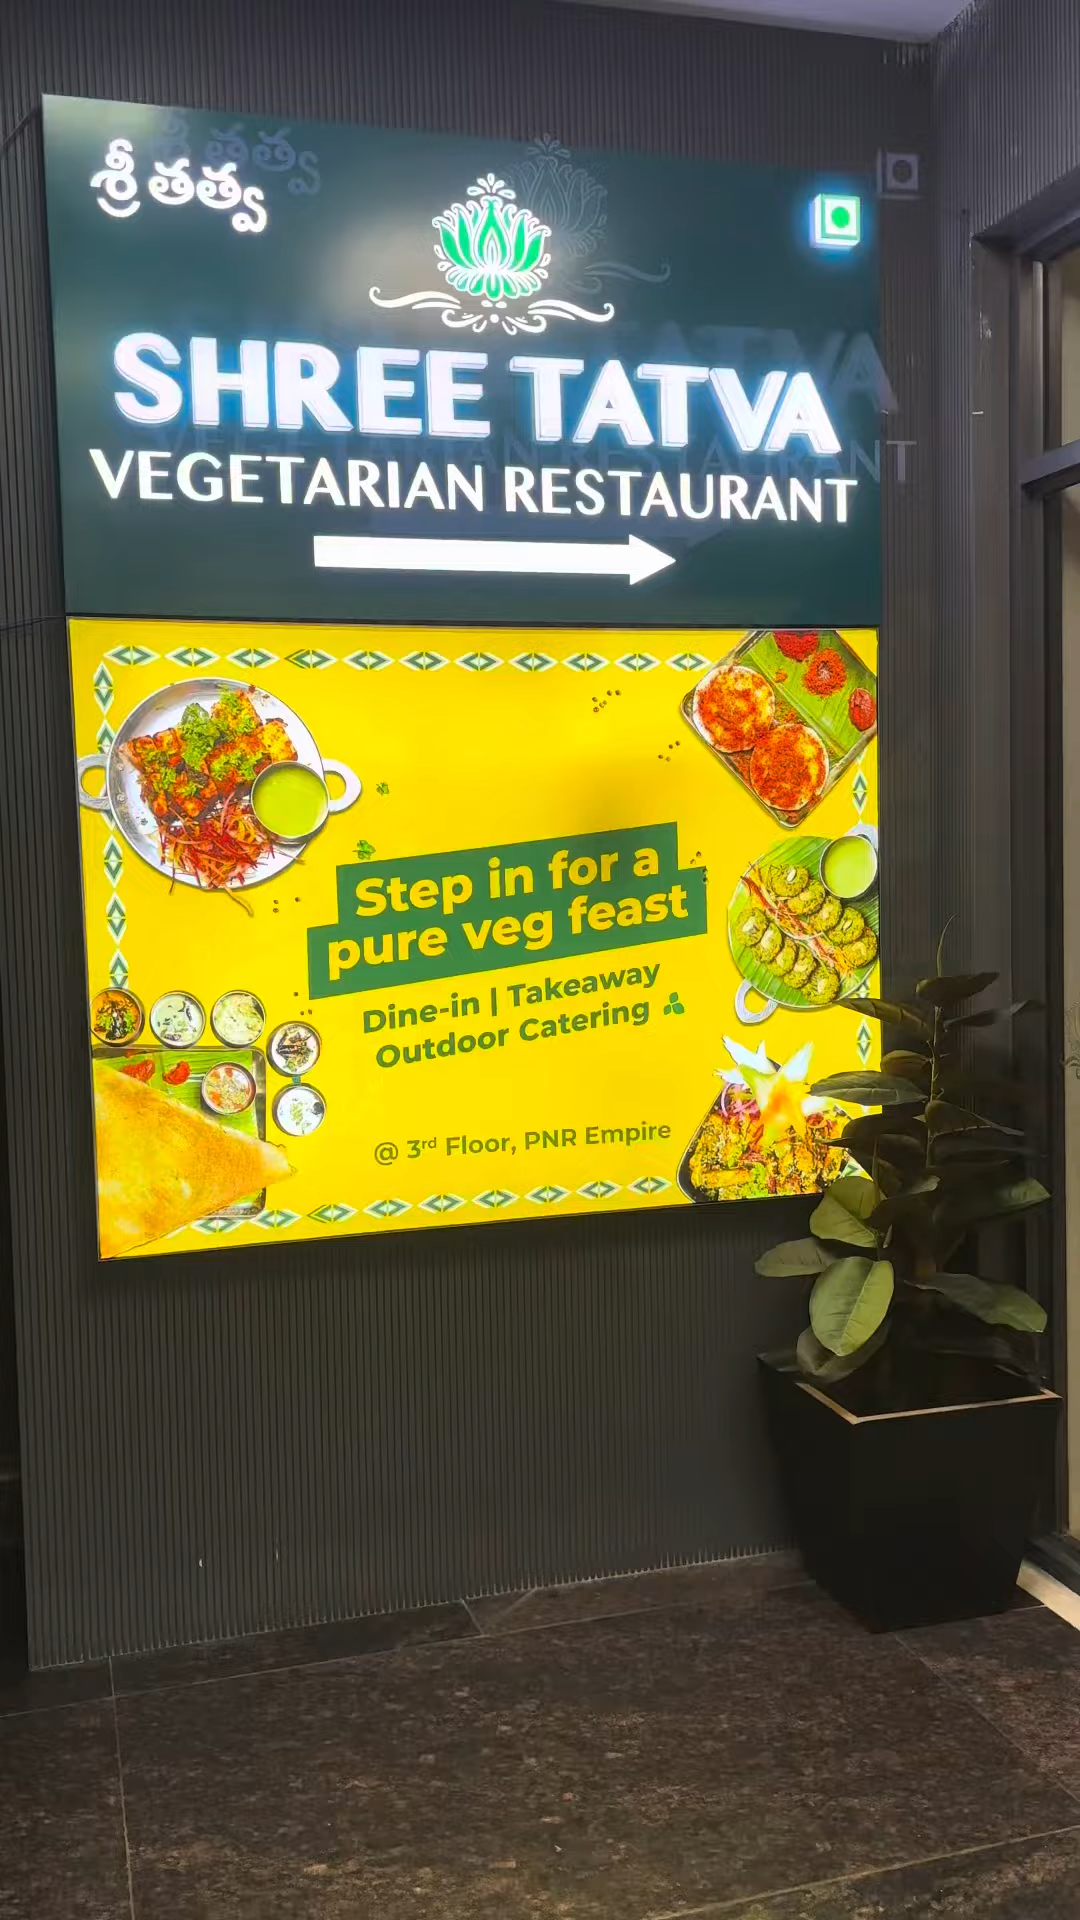 శ్రీ తత్వ
SHREE TATVA
VEGETARIAN RESTAURANT
Step in for a
pure veg feast
Dine-in | Takeaway
Outdoor Catering
@ 3rd Floor, PNR Empire